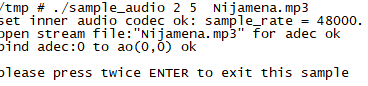 /tmp # ./sample_audio 2 5  Nijamena.mp3
set inner audio codec ok: sample_rate = 48000.
open stream file:"Nijamena.mp3" for adec ok
bind adec:0 to ao(0,0) ok
please press twice ENTER to exit this sample